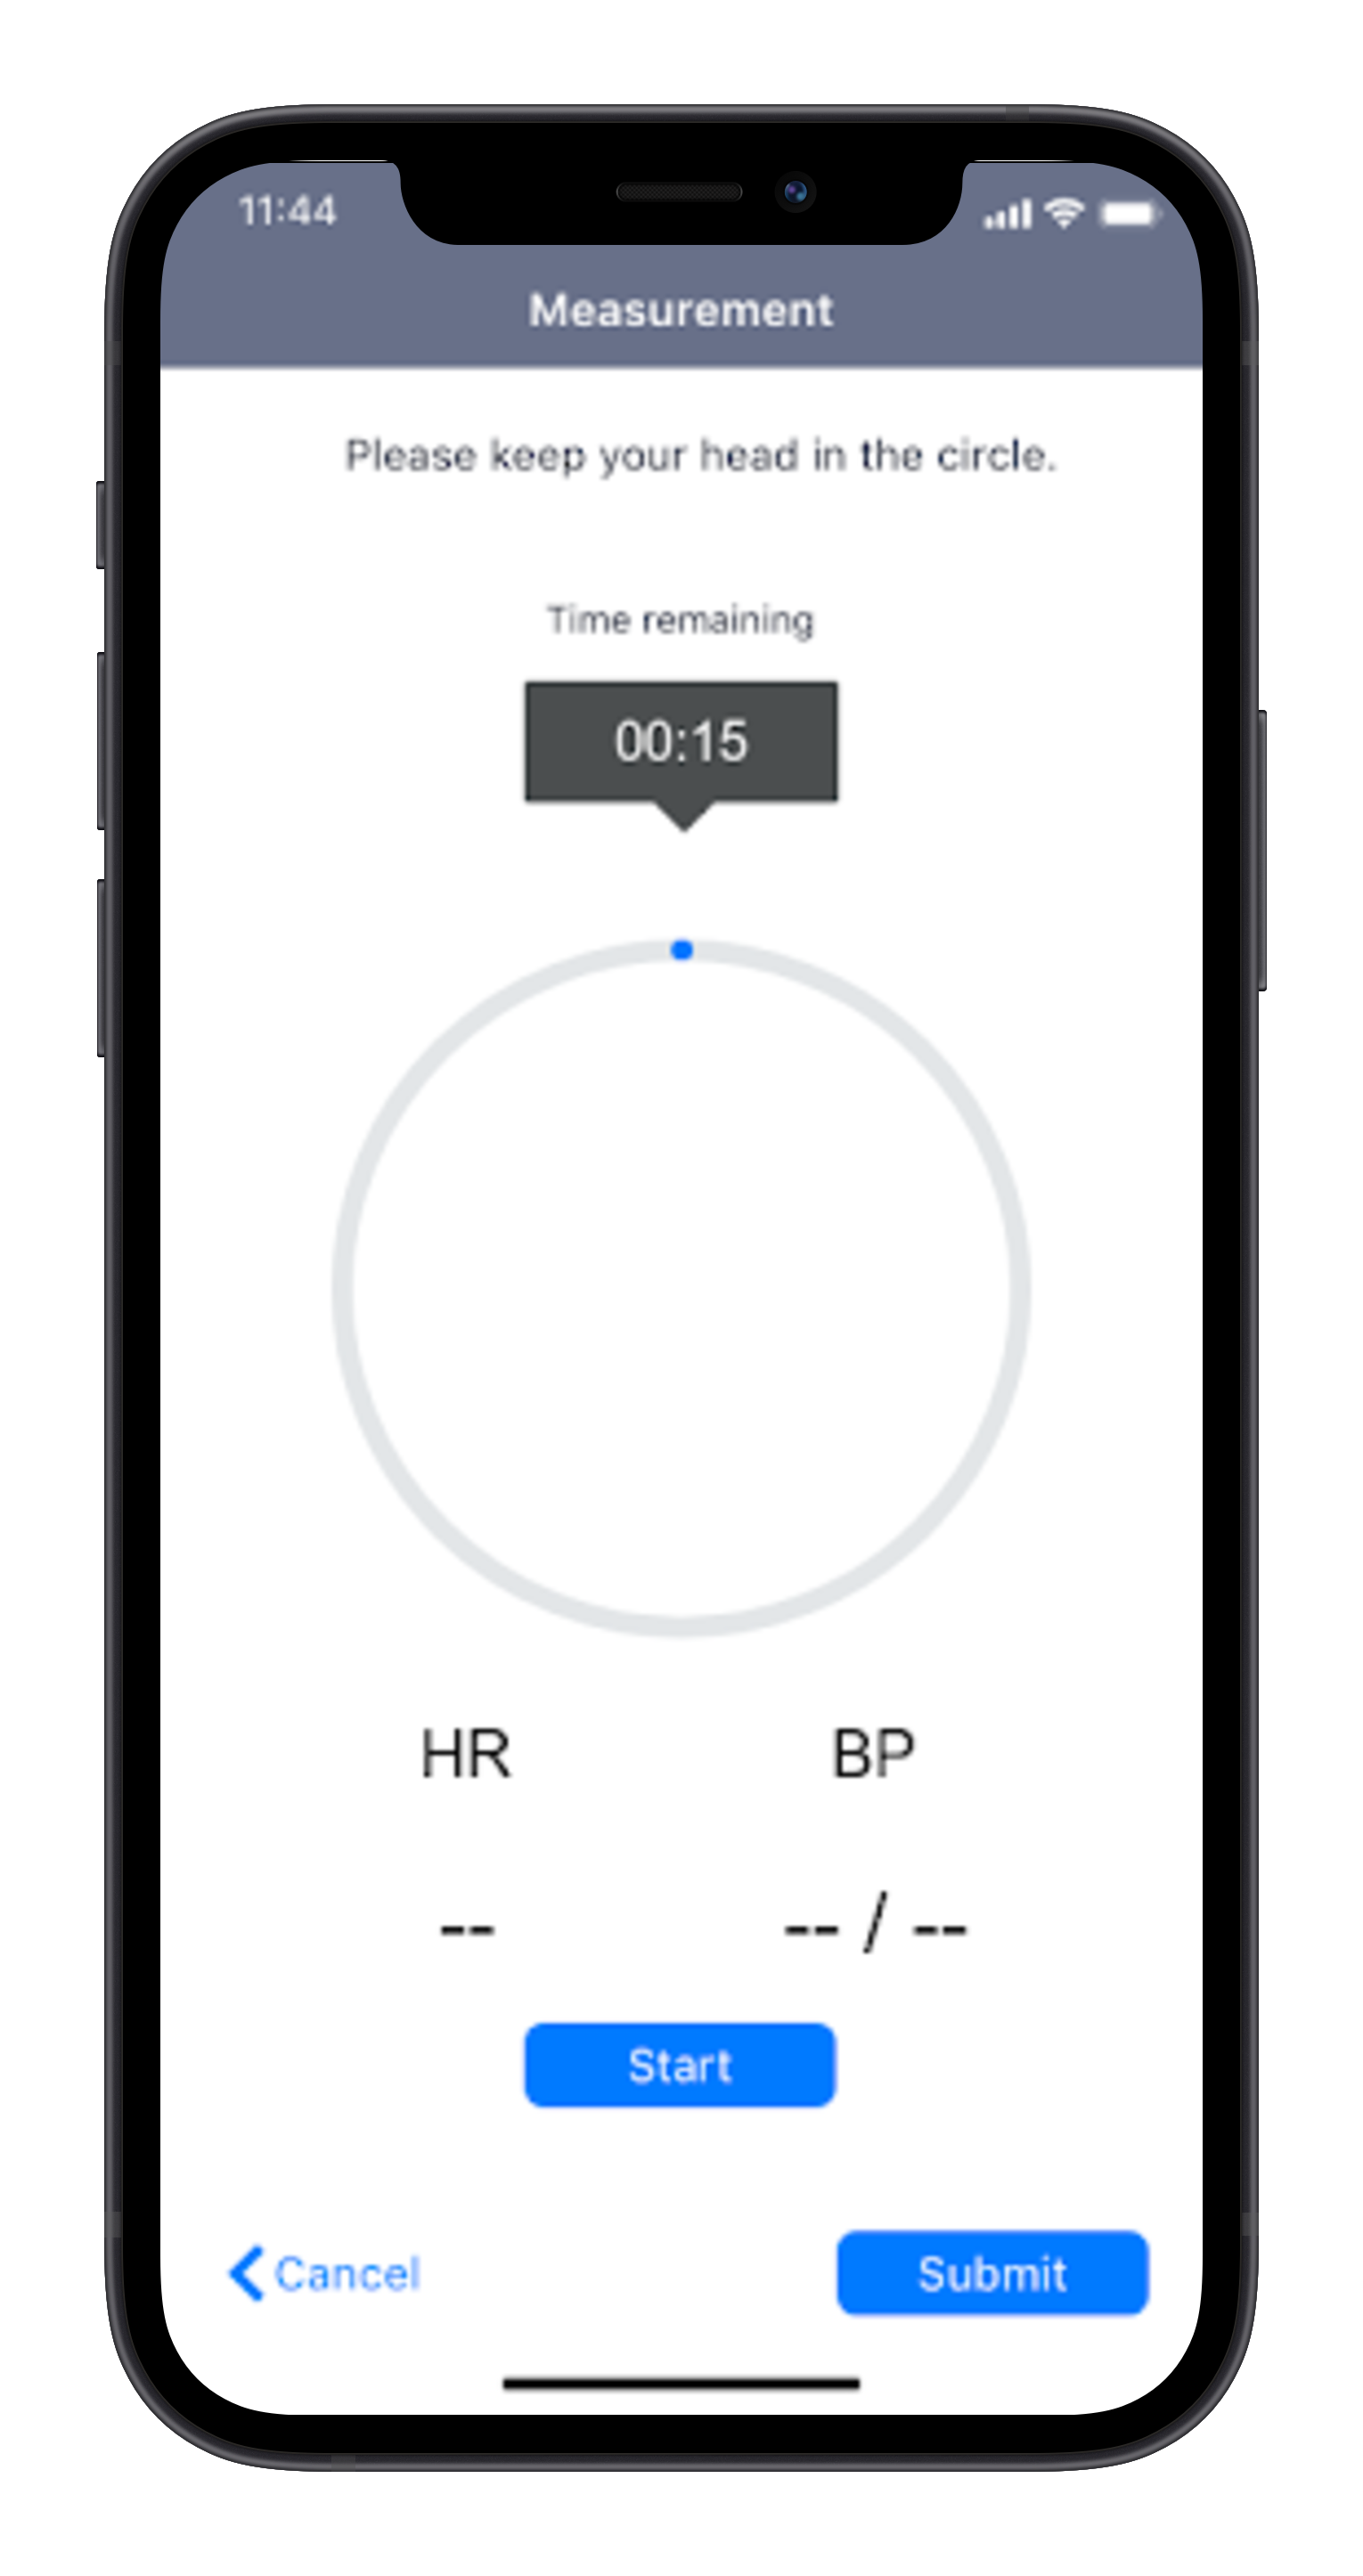 11:44
Measurement
Please keep your head in the circle.
Time remaining
00:15
HR BP
-- -- / --
Start
Cancel Submit